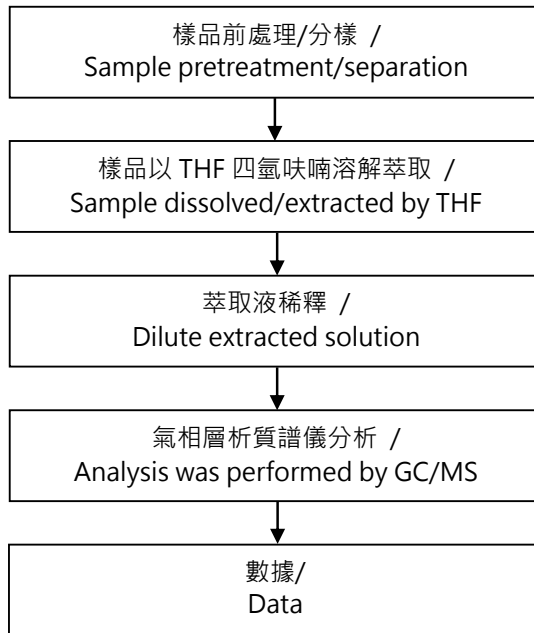 樣品前處理/分樣 /
Sample pretreatment/separation
樣品以 THF 四氫呋喃溶解萃取 /
Sample dissolved/extracted by THF
萃取液稀釋 /
Dilute extracted solution
氣相層析質譜儀分析 /
Analysis was performed by GC/MS
數據/
Data